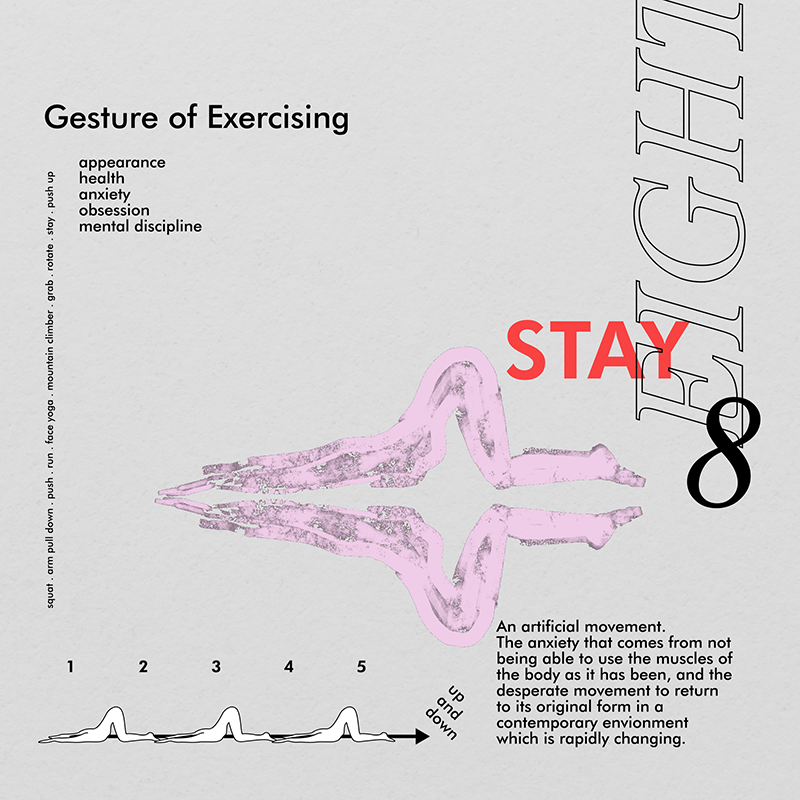 EIGHT
Gesture of Exercising
appearance
health
anxiety
obsession
mental discipline
squat . arm pull down . push . run . face yoga . mountain climber . grab . rotate . stay . push up
STAY
8
An artificial movement.
The anxiety that comes from not
being able to use the muscles of
the body as it has been, and the
desperate movement to return
to its original form in a
contemporary envionment
which is rapidly changing.
1 2 3 4 5
up
and
down